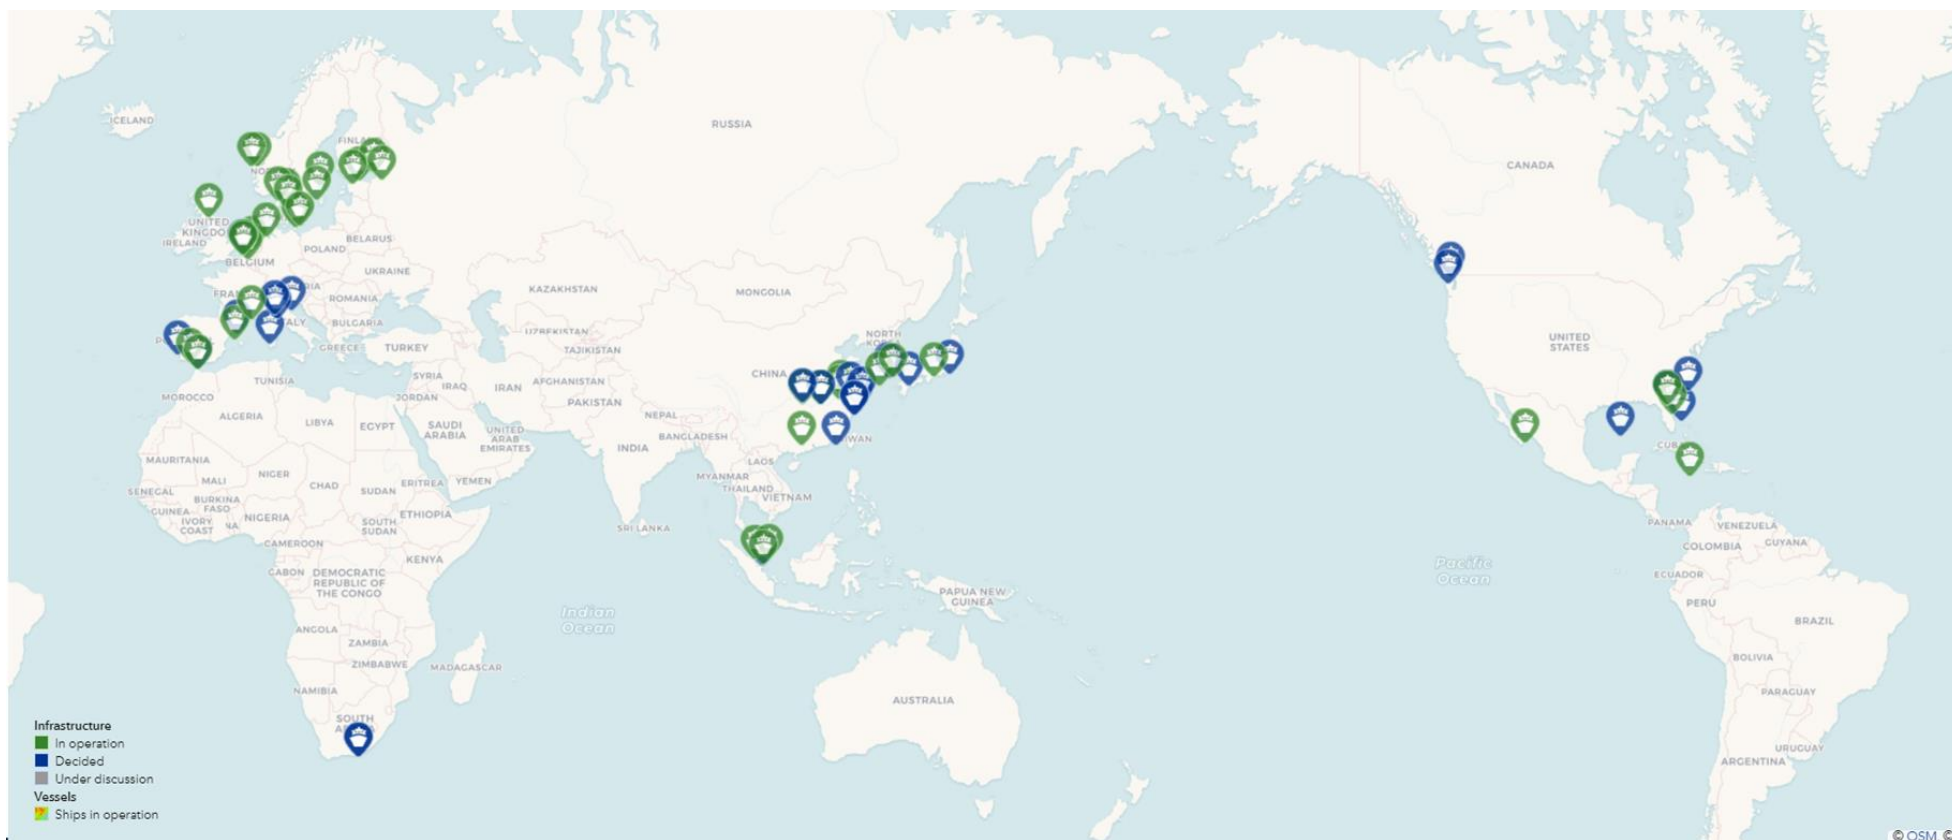 ICELAND
RUSSIA
CANADA
UNITED
IRELAND
BELARUS
POLAND
BELGIUM
UKRAINE
KAZAKHSTAN
MONGOLIA
ROMANIA
BULGARIA
UZBEKISTAN
NORTH
UNITED
STATES
GREECE
TURKEY
TAJIKISTAN
CHINA
TUNISIA
SYRIA
IRAQ
IRAN
AFGHANISTAN
MOROCCO
JORDAN
PAKISTAN
ALGERIA
LIBYA
EGYPT
SAUDI
ARABIA
UNITED
ARAB
EMIRATES
NEPAL
BANGLADESH
INDIA
MAURITANIA
LAOS
MALI
NIGER
CHAD
SUDAN
ERITREA
YEMEN
MYANMAR
THAILAND
VIETNAM
SENEGAL
BURKINA
FASO
GUINEA
IVORY
COAST
NIGERIA
SOUTH
SUDAN
ETHIOPIA
SRI LANKA
PANAMA
VENEZUELA
CAMEROON
COLOMBIA
GUYANA
KENYA
GABON
DEMOCRATIC
REPUBLIC OF
THE CONGO
Pacific
Ocean
ECUADOR
PAPUA NEW
GUINEA
PERU
Indian
Ocean
BRAZIL
ANGOLA
ZAMBIA
ZIMBABWE
MADAGASCAR
BOLIVIA
NAMIBIA
AUSTRALIA
PARAGUAY
SOUTH
URUGUAY
ARGENTINA
Infrastructure
In operation
Decided
Under discussion
Vessels
Ships in operation
© OSM ©